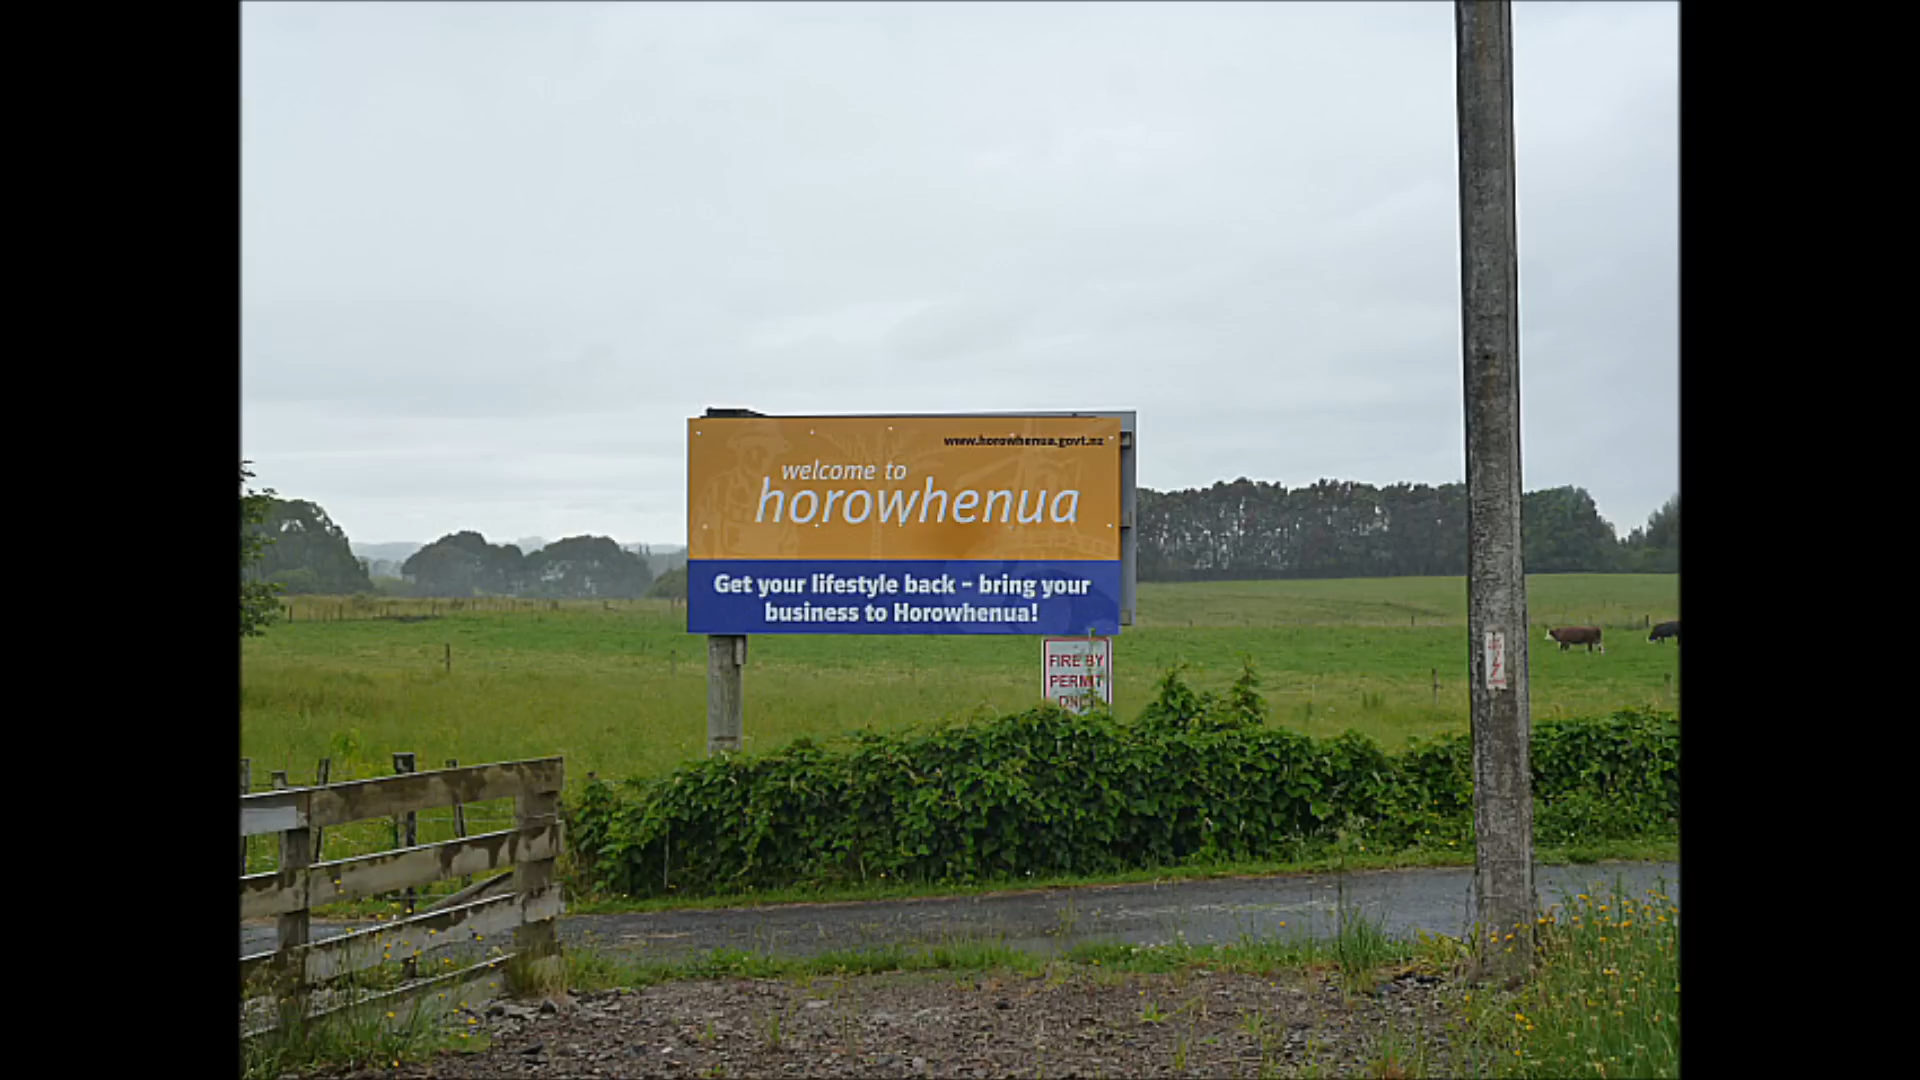 www.horowhenua.govt.nz
welcome to
horowhenua
Get your lifestyle back – bring your
business to Horowhenua!
FIRE BY
PERMIT
ONLY